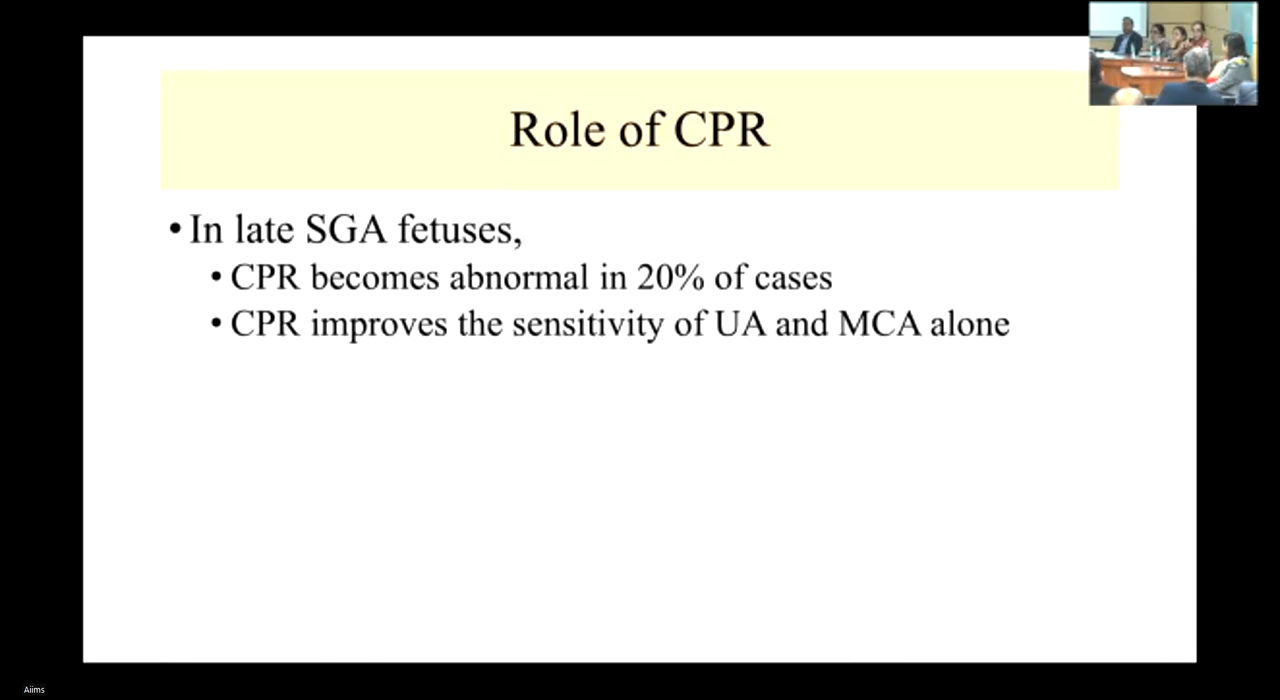 Role of CPR
• In late SGA fetuses,
• CPR becomes abnormal in 20% of cases
• CPR improves the sensitivity of UA and MCA alone
Aiims